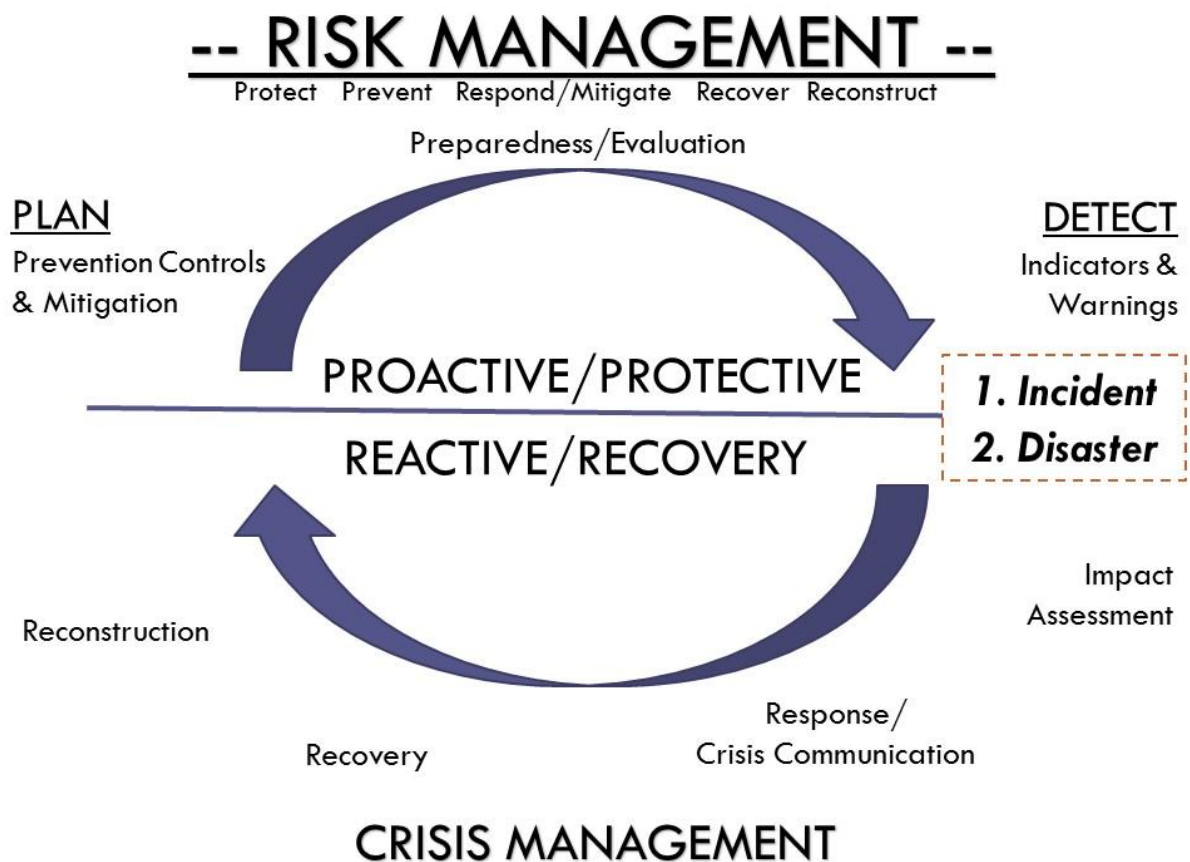 -- RISK MANAGEMENT --
Protect Prevent Respond/Mitigate Recover Reconstruct
Preparedness/Evaluation
PLAN
Prevention Controls
& Mitigation
DETECT
Indicators &
Warnings
PROACTIVE/PROTECTIVE
1. Incident
2. Disaster
REACTIVE/RECOVERY
Impact
Assessment
Reconstruction
Response/
Crisis Communication
Recovery
CRISIS MANAGEMENT